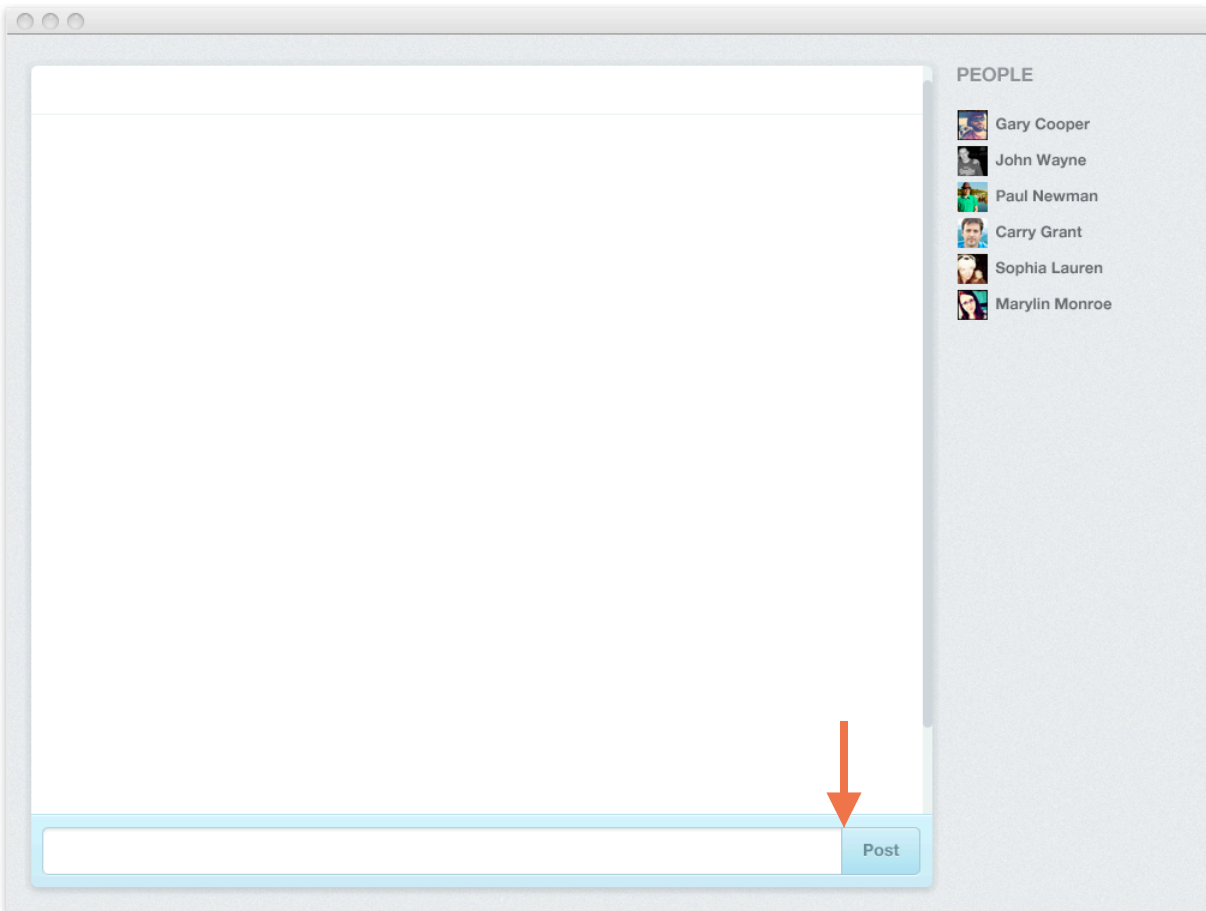 PEOPLE
Gary Cooper
John Wayne
Paul Newman
Carry Grant
Sophia Lauren
Marylin Monroe
Post